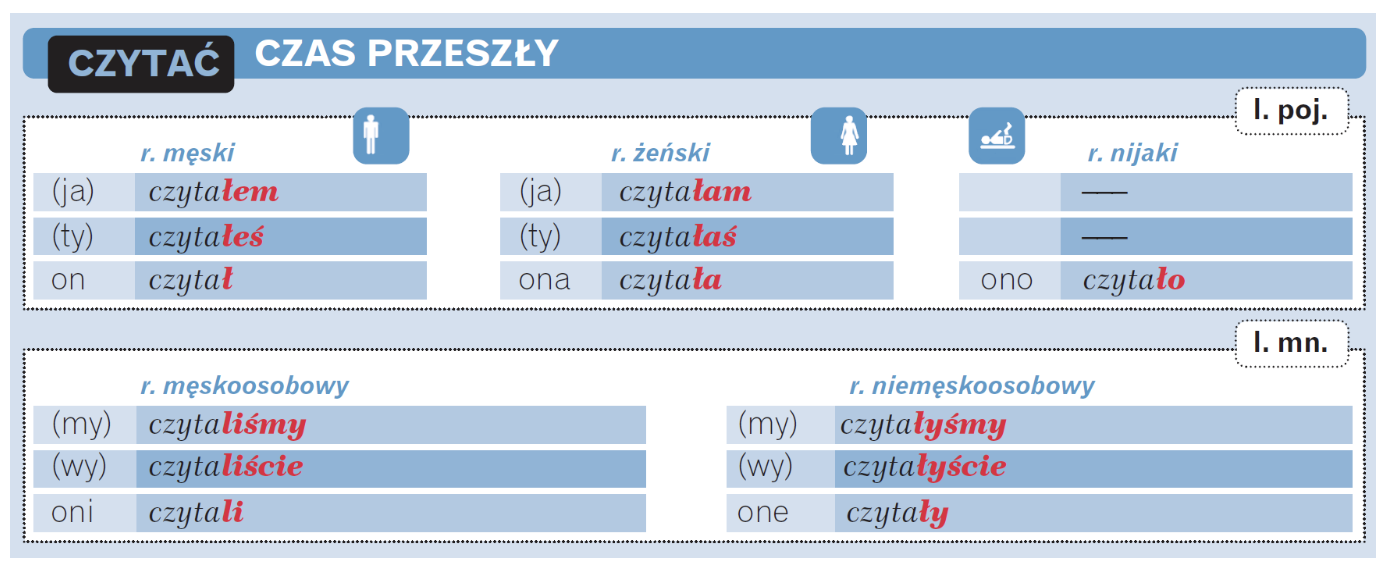 CZYTAĆ CZAS PRZESZŁY
l. poj.
r. męski r. żeński r. nijaki
(ja) czytałem (ja) czytałam —
(ty) czytałeś (ty) czytałaś —
on czytał ona czytała ono czytało
l. mn.
r. męskoosobowy r. niemęskoosobowy
(my) czytaliśmy (my) czytałyśmy
(wy) czytaliście (wy) czytałyście
oni czytali one czytały